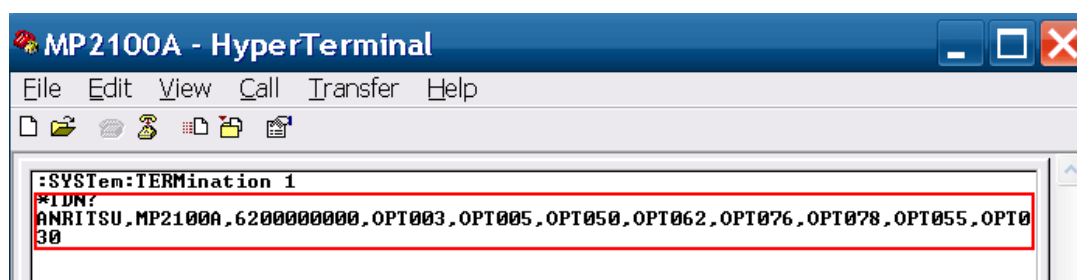 MP2100A - HyperTerminal
File Edit View Call Transfer Help
:SYSTem:TERMination 1
*IDN?
ANRITSU,MP2100A,6200000000,OPT003,OPT005,OPT050,OPT062,OPT076,OPT078,OPT055,OPT0
30